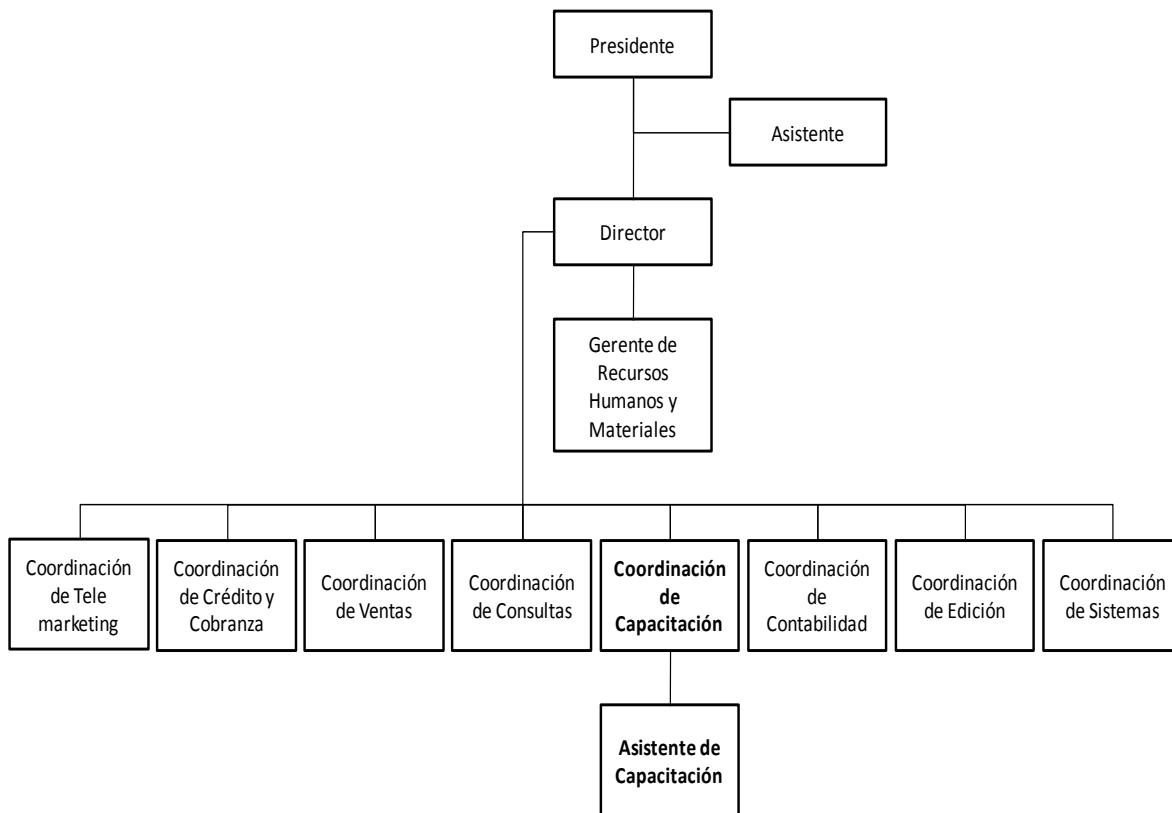 Presidente
Asistente
Director
Gerente de
Recursos
Humanos y
Materiales
Coordinación
de Tele
marketing
Coordinación
de Crédito y
Cobranza
Coordinación
de Ventas
Coordinación
de Consultas
Coordinación
de
Capacitación
Coordinación
de
Contabilidad
Coordinación
de Edición
Coordinación
de Sistemas
Asistente de
Capacitación